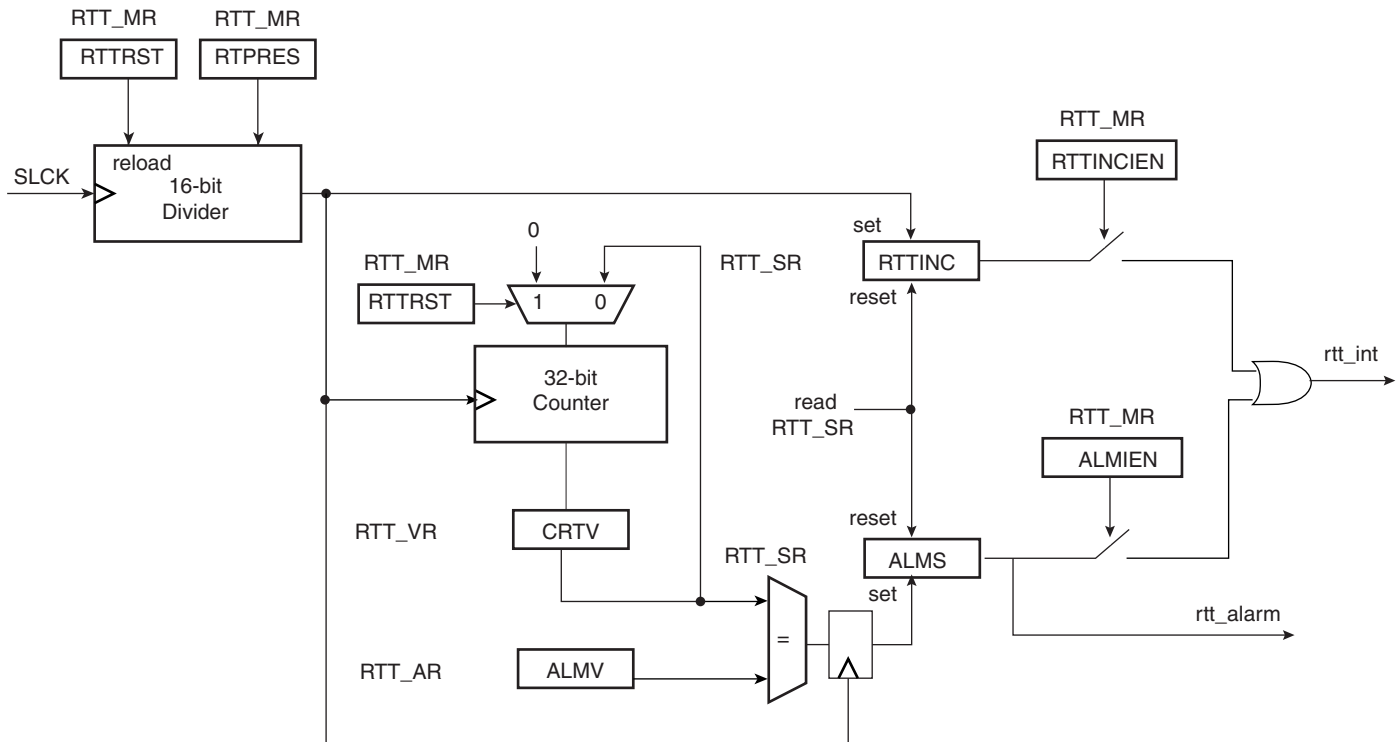 RTT_MR
RTTRST
RTT_MR
RTPRES
reload
16-bit
Divider
SLCK
RTT_MR
RTTINCIEN
0
set
RTTINC
reset
RTT_SR
RTT_MR
RTTRST
1 0
32-bit
Counter
read
RTT_SR
rtt_int
RTT_MR
ALMIEN
reset
ALMS
set
RTT_VR
CRTV
RTT_SR
=
rtt_alarm
RTT_AR
ALMV